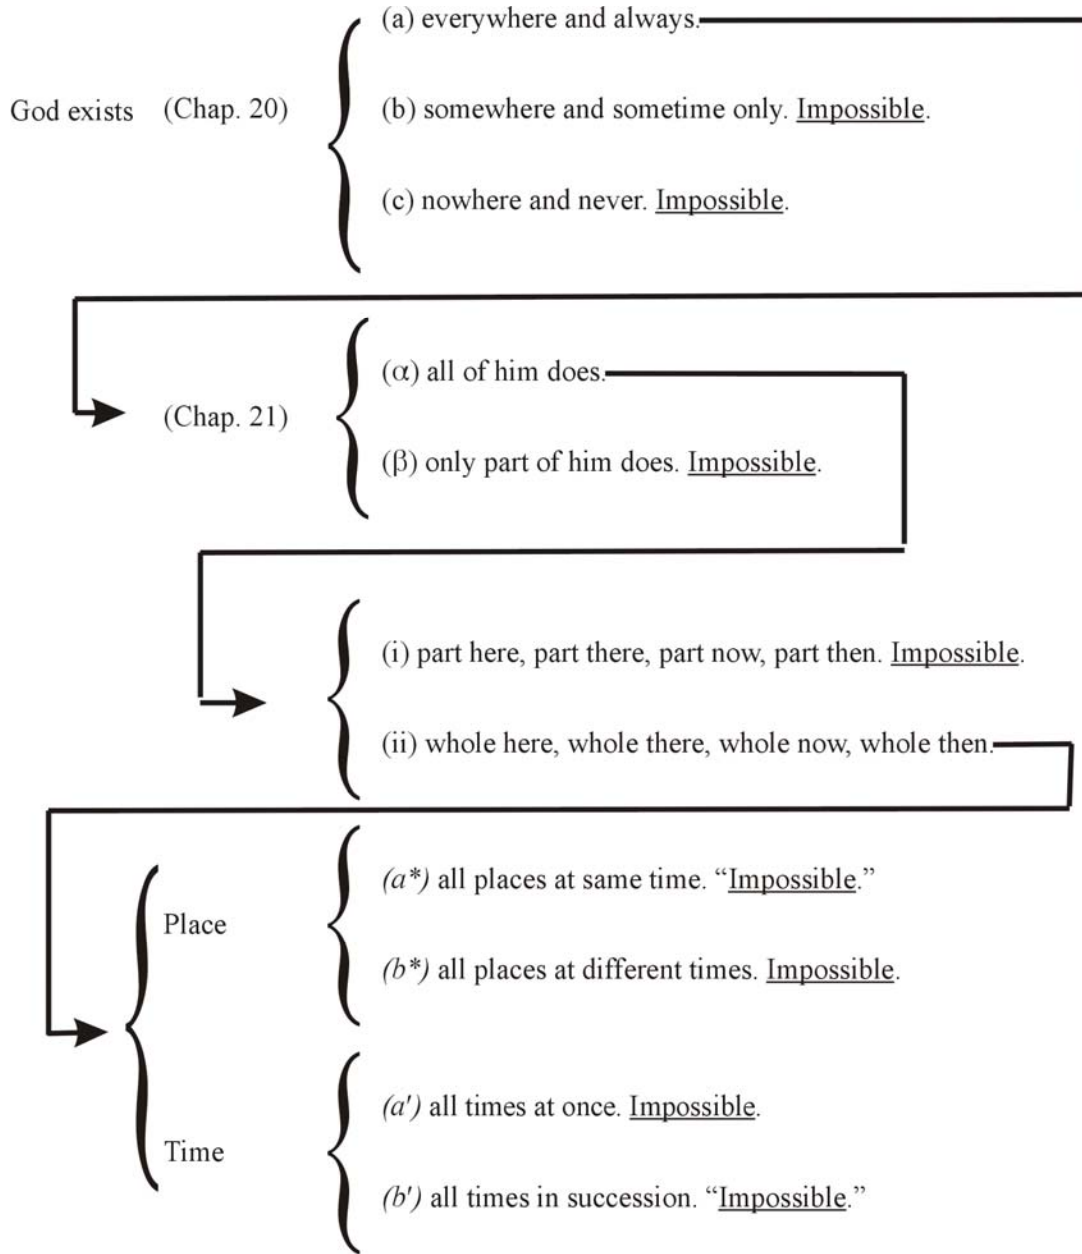 (a) everywhere and always.
God exists (Chap. 20)
(b) somewhere and sometime only. Impossible.
(c) nowhere and never. Impossible.
(α) all of him does.
(Chap. 21)
(β) only part of him does. Impossible.
(i) part here, part there, part now, part then. Impossible.
(ii) whole here, whole there, whole now, whole then.
(a*) all places at same time. “Impossible.”
Place
(b*) all places at different times. Impossible.
(a') all times at once. Impossible.
Time
(b') all times in succession. “Impossible.”